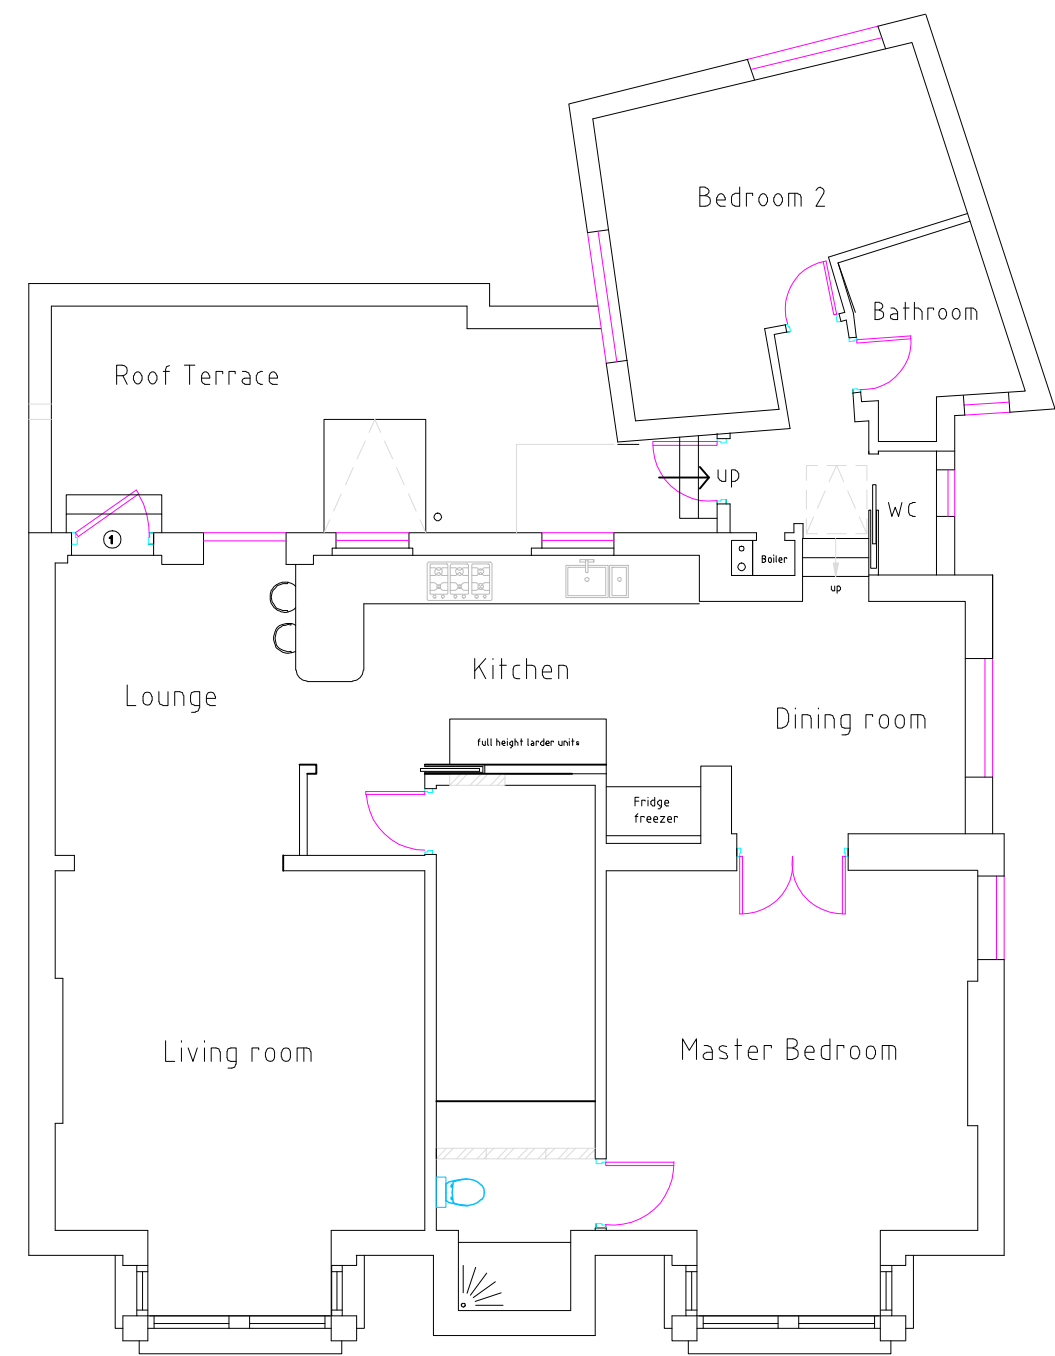 Bedroom 2
Bathroom
Roof Terrace
up
WC
1
Boiler
up
Kitchen
Lounge
Dining room
full height larder units
Fridge
freezer
Living room
Master Bedroom